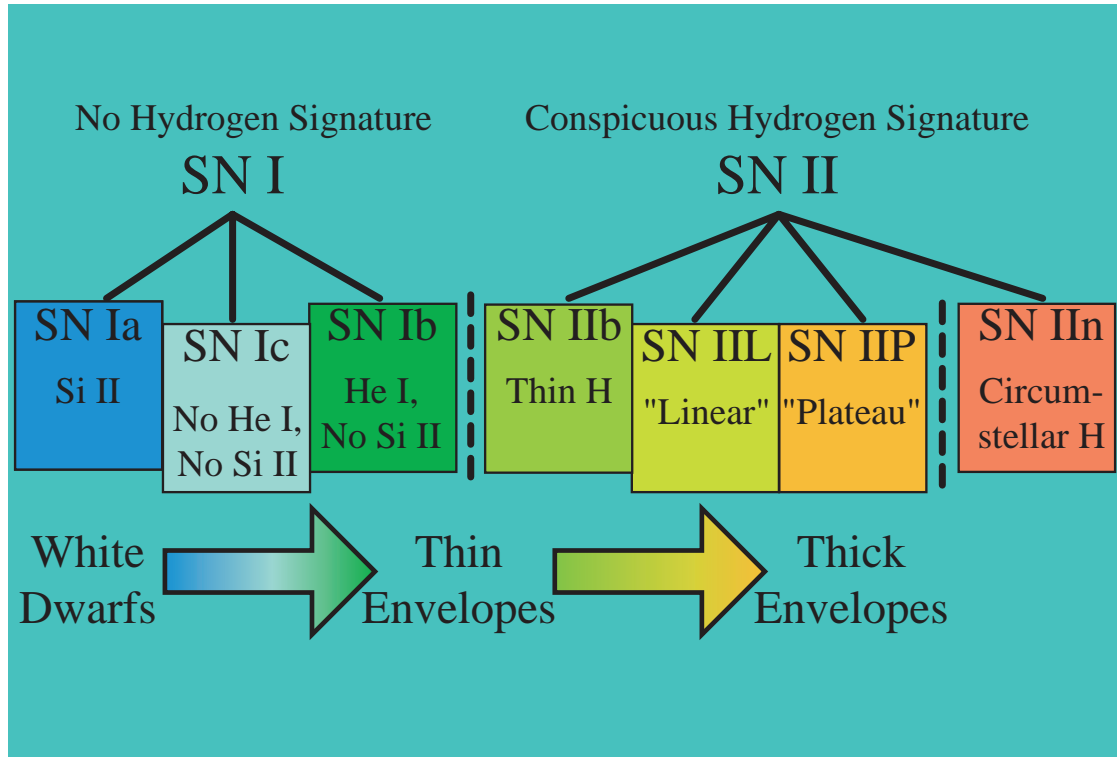 No Hydrogen Signature
SN I
Conspicuous Hydrogen Signature
SN II
SN Ia
Si II
SN Ic
No He I,
No Si II
SN Ib
He I,
No Si II
SN IIb
Thin H
SN IIL
"Linear"
SN IIP
"Plateau"
SN IIn
Circum-
stellar H
White
Dwarfs
Thin
Envelopes
Thick
Envelopes